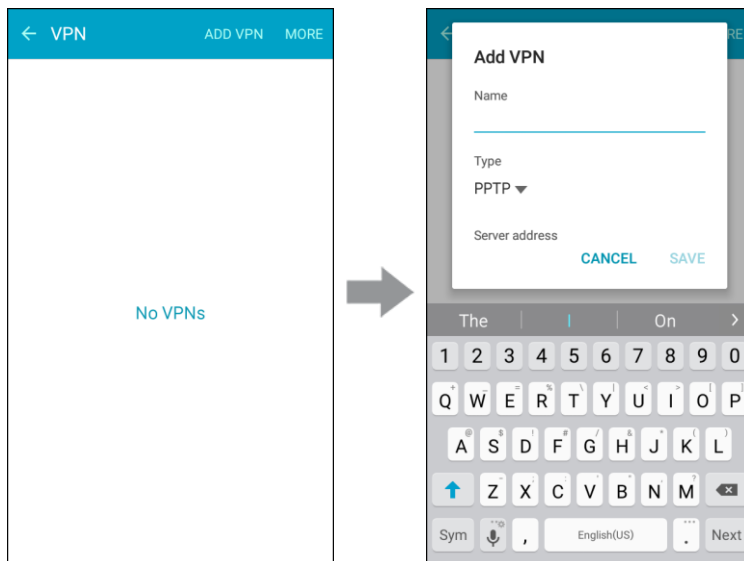 VPN ADD VPN MORE
No VPNs
RE
Add VPN
Name
Type
PPTP
Server address
CANCEL SAVE
The I On
1 2 3 4 5 6 7 8 9 0
+ _ = % \ | < > [ ]
Q W E R T Y U I O P
@ $ ! # / & * ( )
A S D F G H J K L
- ; : ' " , ?
Z X C V B N M
Sym , English(US) . Next